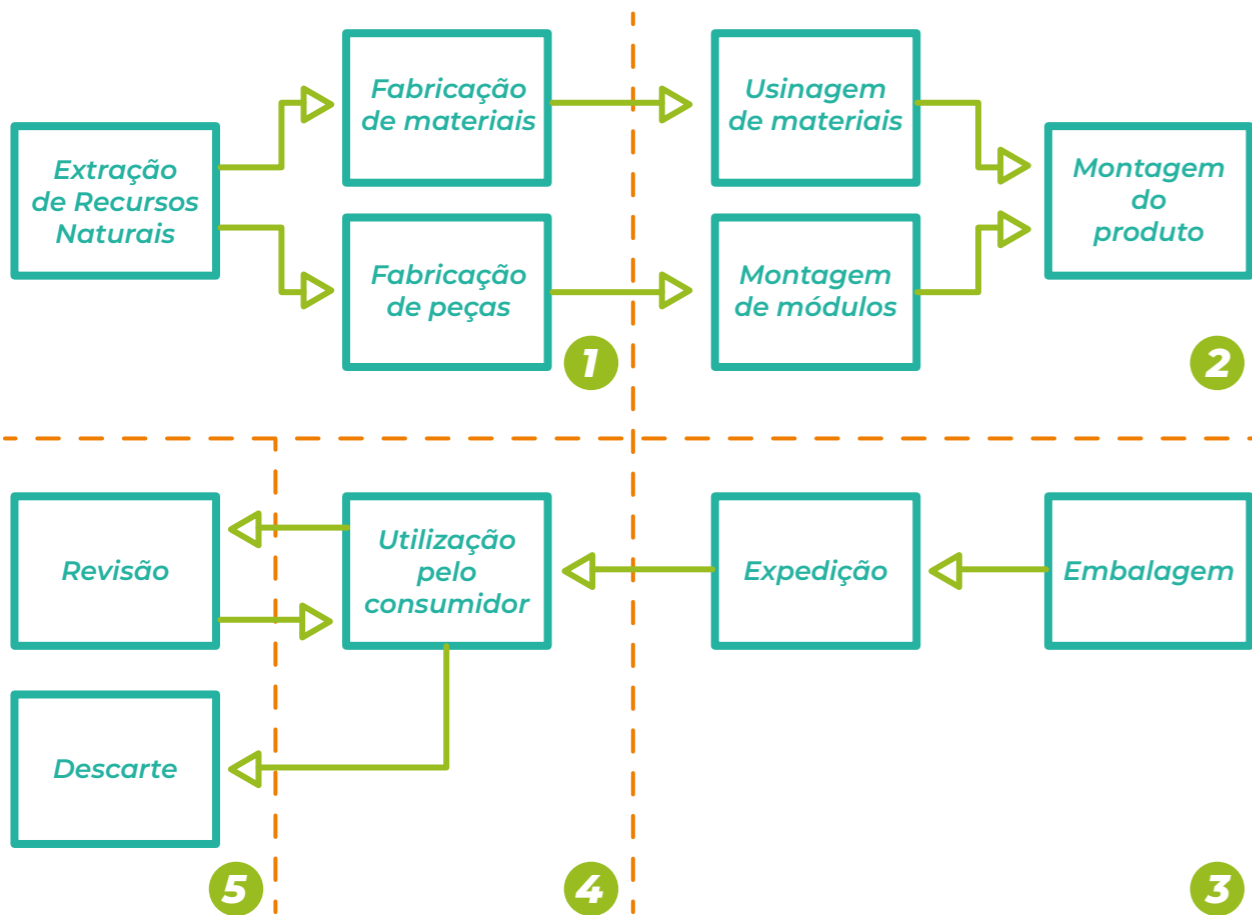 Extração
de Recursos
Naturais
Fabricação
de materiais
Fabricação
de peças
1
Usinagem
de materiais
Montagem
de módulos
Montagem
do
produto
2
Embalagem
Expedição
3
Utilização
pelo
consumidor
4
Revisão
Descarte
5